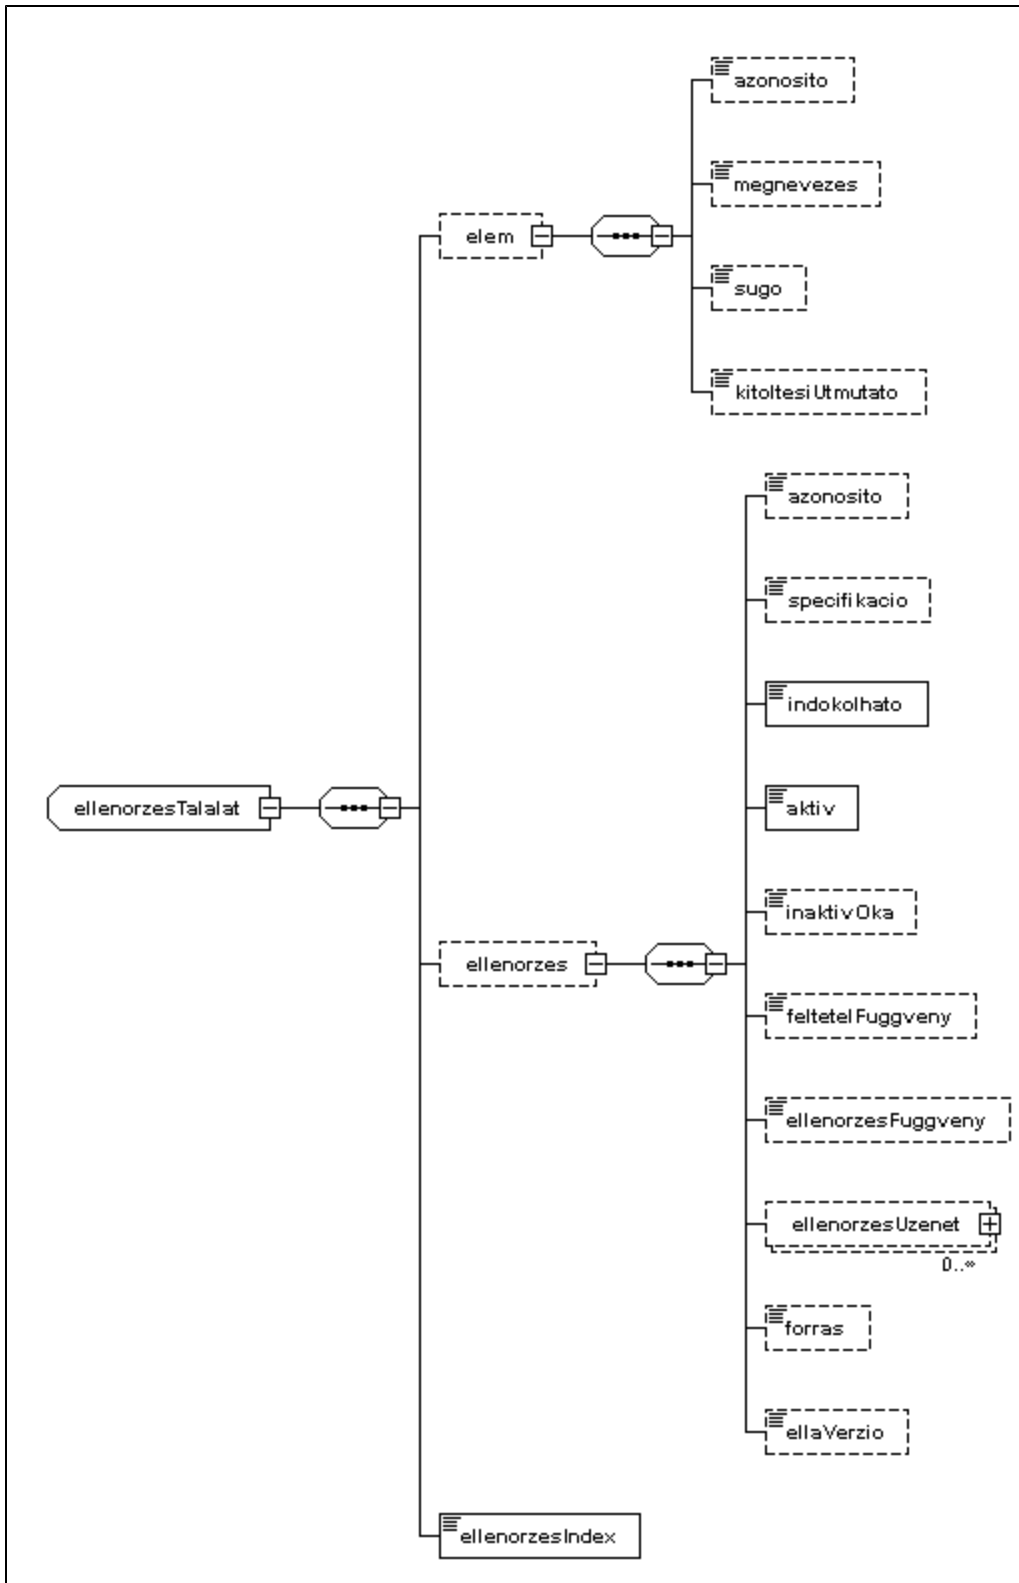 azonosito
megnevezes
elem
sugo
kitoltesiUtmutato
azonosito
specifikacio
indokolhato
ellenorzesTalalat
aktiv
inaktivOka
ellenorzes
feltetelFuggveny
ellenorzesFuggveny
ellenorzesUzenet
0..∞
forras
ellaVerzio
ellenorzesIndex